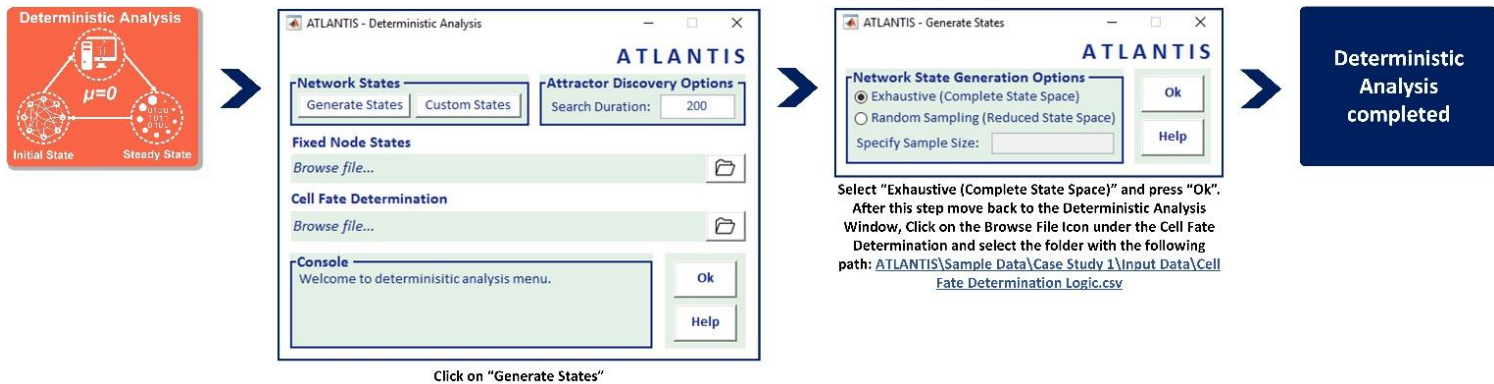 Deterministic Analysis
μ=0
0100
1011
0100
Initial State
Steady State
ATLANTIS - Deterministic Analysis
ATLANTIS
Network States
Generate States
Custom States
Attractor Discovery Options
Search Duration:
200
Fixed Node States
Browse file...
Cell Fate Determination
Browse file...
Console
Welcome to determinisitic analysis menu.
Ok
Help
Click on "Generate States"
ATLANTIS - Generate States
ATLANTIS
Network State Generation Options
Exhaustive (Complete State Space)
Random Sampling (Reduced State Space)
Specify Sample Size:
Ok
Help
Select "Exhaustive (Complete State Space)" and press "Ok".
After this step move back to the Deterministic Analysis
Window, Click on the Browse File Icon under the Cell Fate
Determination and select the folder with the following
path: ATLANTIS\Sample Data\Case Study 1\Input Data\Cell
Fate Determination Logic.csv
Deterministic
Analysis
completed